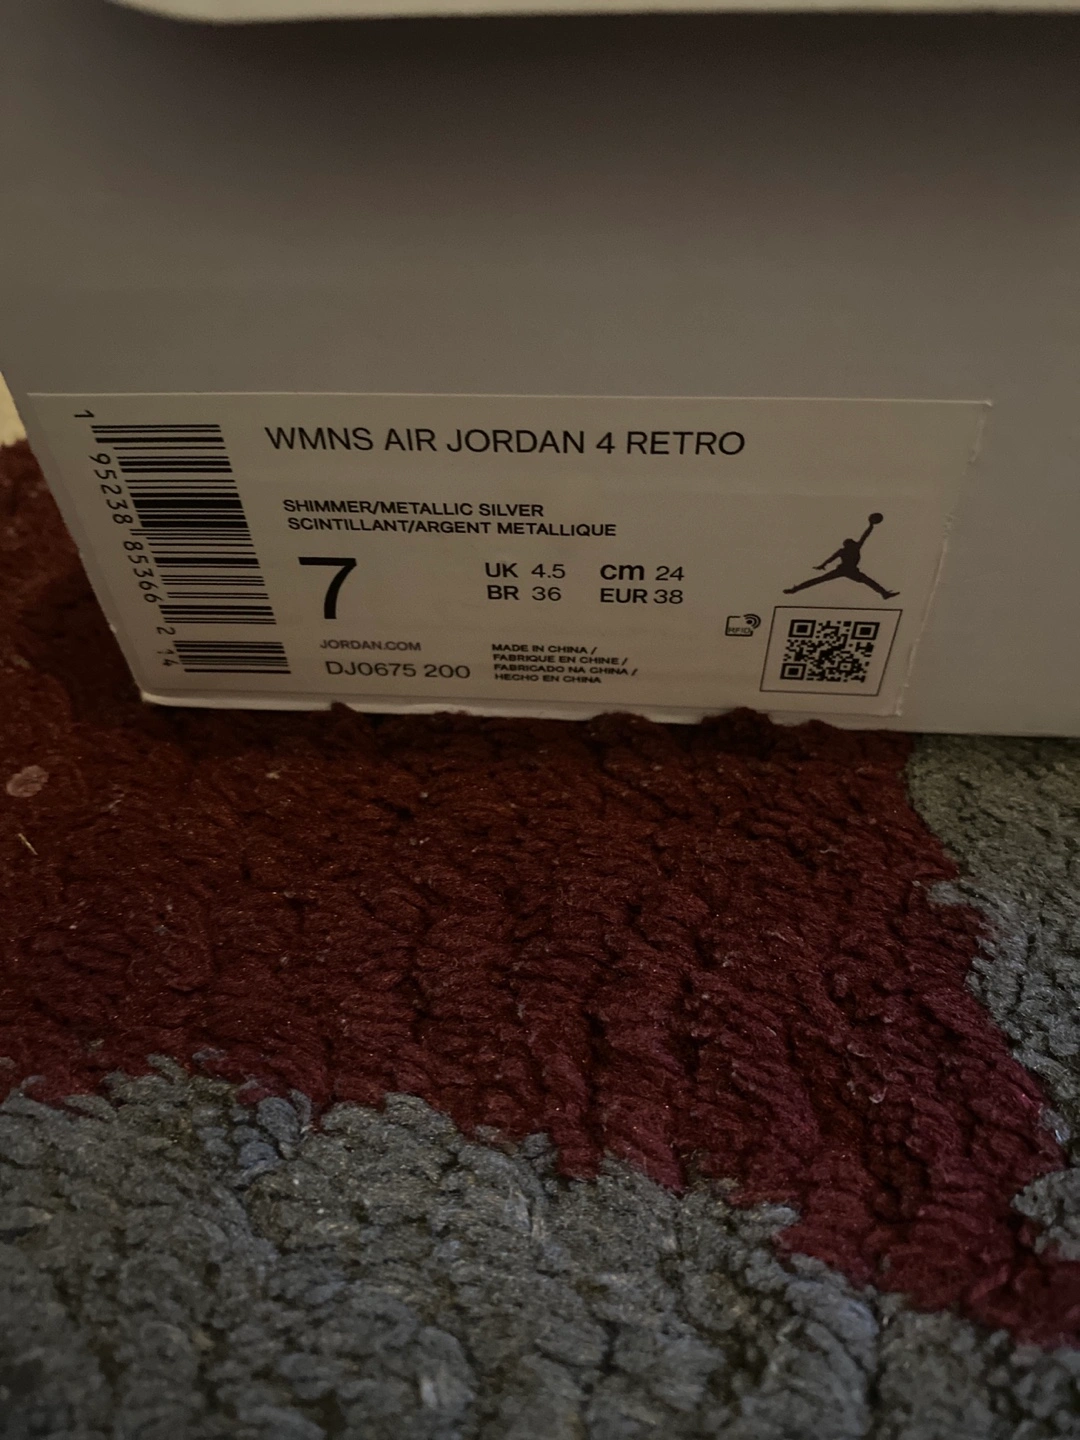 WMNS AIR JORDAN 4 RETRO
SHIMMER/METALLIC SILVER
SCINTILLANT/ARGENT METALLIQUE
7
UK 4.5 cm 24
BR 36 EUR 38
JORDAN.COM
DJ0675 200
MADE IN CHINA /
FABRIQUE EN CHINE /
FABRICADO NA CHINA /
HECHO EN CHINA
RFID
1 95238 85366 2 14